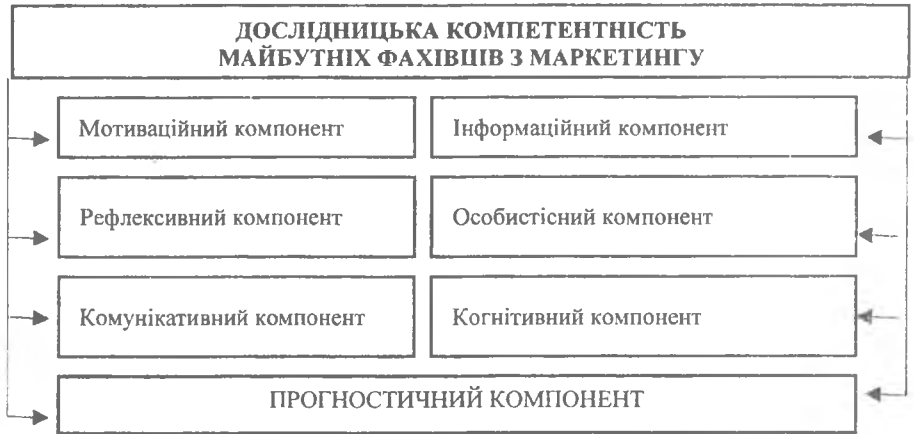 ДОСЛІДНИЦЬКА КОМПЕТЕНТНІСТЬ
МАЙБУТНІХ ФАХІВЦІВ З МАРКЕТИНГУ
Мотиваційний компонент
Інформаційний компонент
Рефлексивний компонент
Особистісний компонент
Комунікативний компонент
Когнітивний компонент
ПРОГНОСТИЧНИЙ КОМПОНЕНТ